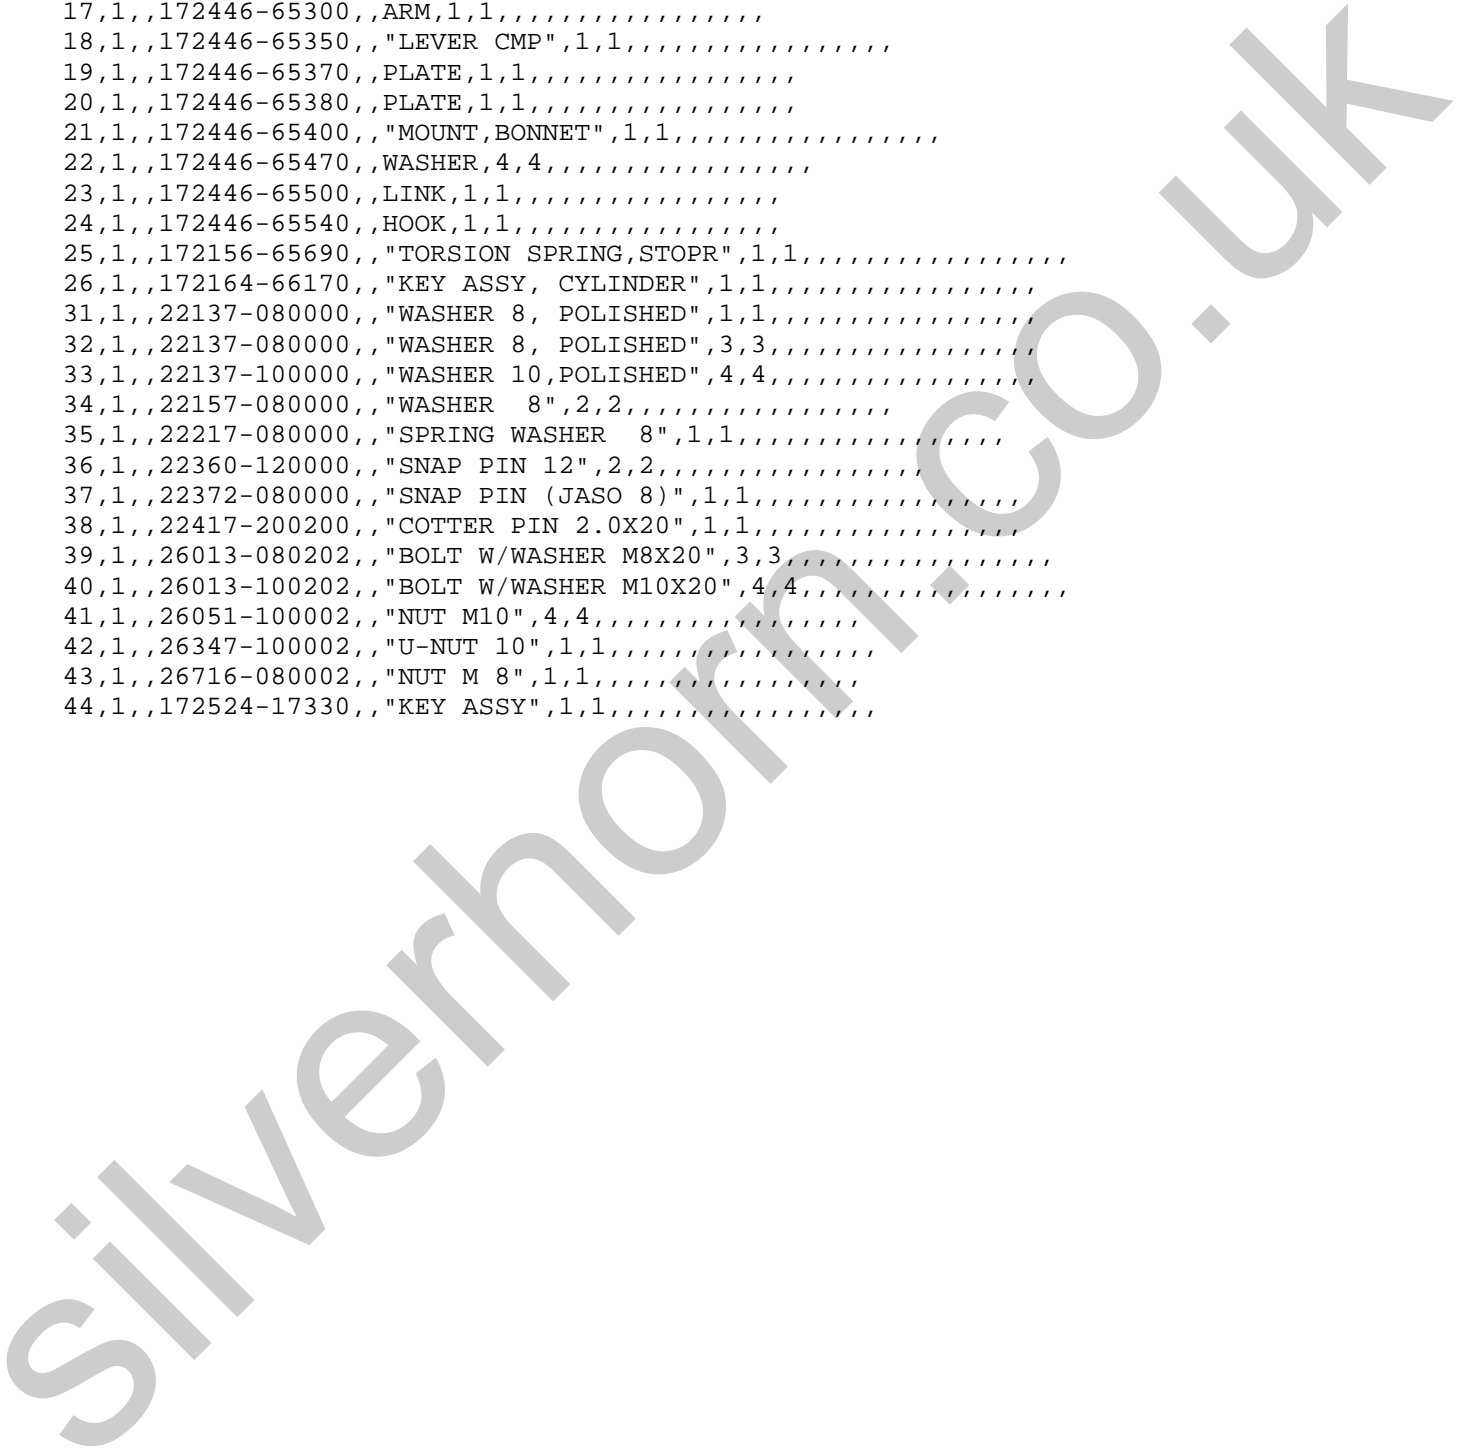 17,1,,172446-65300,,ARM,1,1,,,,,,,,,,,,,,,,,
18,1,,172446-65350,,"LEVER CMP",1,1,,,,,,,,,,,,,,,,,
19,1,,172446-65370,,PLATE,1,1,,,,,,,,,,,,,,,,,
20,1,,172446-65380,,PLATE,1,1,,,,,,,,,,,,,,,,,
21,1,,172446-65400,,"MOUNT,BONNET",1,1,,,,,,,,,,,,,,,,,
22,1,,172446-65470,,WASHER,4,4,,,,,,,,,,,,,,,,,
23,1,,172446-65500,,LINK,1,1,,,,,,,,,,,,,,,,,
24,1,,172446-65540,,HOOK,1,1,,,,,,,,,,,,,,,,,
25,1,,172156-65690,,"TORSION SPRING,STOPR",1,1,,,,,,,,,,,,,,,,,
26,1,,172164-66170,,"KEY ASSY, CYLINDER",1,1,,,,,,,,,,,,,,,,,
31,1,,22137-080000,,"WASHER 8, POLISHED",1,1,,,,,,,,,,,,,,,,,
32,1,,22137-080000,,"WASHER 8, POLISHED",3,3,,,,,,,,,,,,,,,,,
33,1,,22137-100000,,"WASHER 10,POLISHED",4,4,,,,,,,,,,,,,,,,,
34,1,,22157-080000,,"WASHER  8",2,2,,,,,,,,,,,,,,,,,
35,1,,22217-080000,,"SPRING WASHER  8",1,1,,,,,,,,,,,,,,,,,
36,1,,22360-120000,,"SNAP PIN 12",2,2,,,,,,,,,,,,,,,,,
37,1,,22372-080000,,"SNAP PIN (JASO 8)",1,1,,,,,,,,,,,,,,,,,
38,1,,22417-200200,,"COTTER PIN 2.0X20",1,1,,,,,,,,,,,,,,,,,
39,1,,26013-080202,,"BOLT W/WASHER M8X20",3,3,,,,,,,,,,,,,,,,,
40,1,,26013-100202,,"BOLT W/WASHER M10X20",4,4,,,,,,,,,,,,,,,,,
41,1,,26051-100002,,"NUT M10",4,4,,,,,,,,,,,,,,,,,
42,1,,26347-100002,,"U-NUT 10",1,1,,,,,,,,,,,,,,,,,
43,1,,26716-080002,,"NUT M 8",1,1,,,,,,,,,,,,,,,,,
44,1,,172524-17330,,"KEY ASSY",1,1,,,,,,,,,,,,,,,,,
silverhorn.co.uk